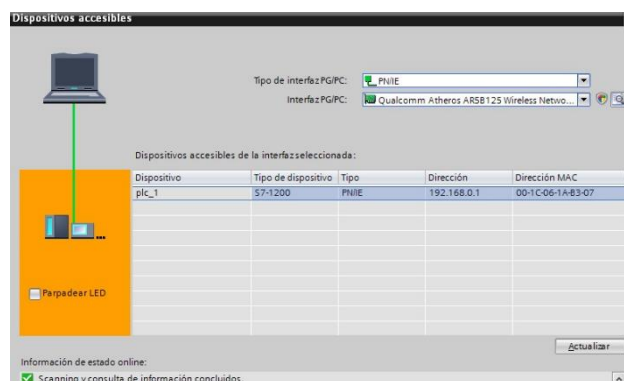 Dispositivos accesibles
Tipo de interfaz PG/PC: PN/IE
Interfaz PG/PC: Qualcomm Atheros AR5B125 Wireless Netwo...
Dispositivos accesibles de la interfaz seleccionada:
Dispositivo Tipo de dispositivo Tipo Dirección Dirección MAC
plc_1 S7-1200 PN/IE 192.168.0.1 00-1C-06-1A-B3-07
Parpadear LED
Actualizar
Información de estado online:
Scanning y consulta de información concluidos.